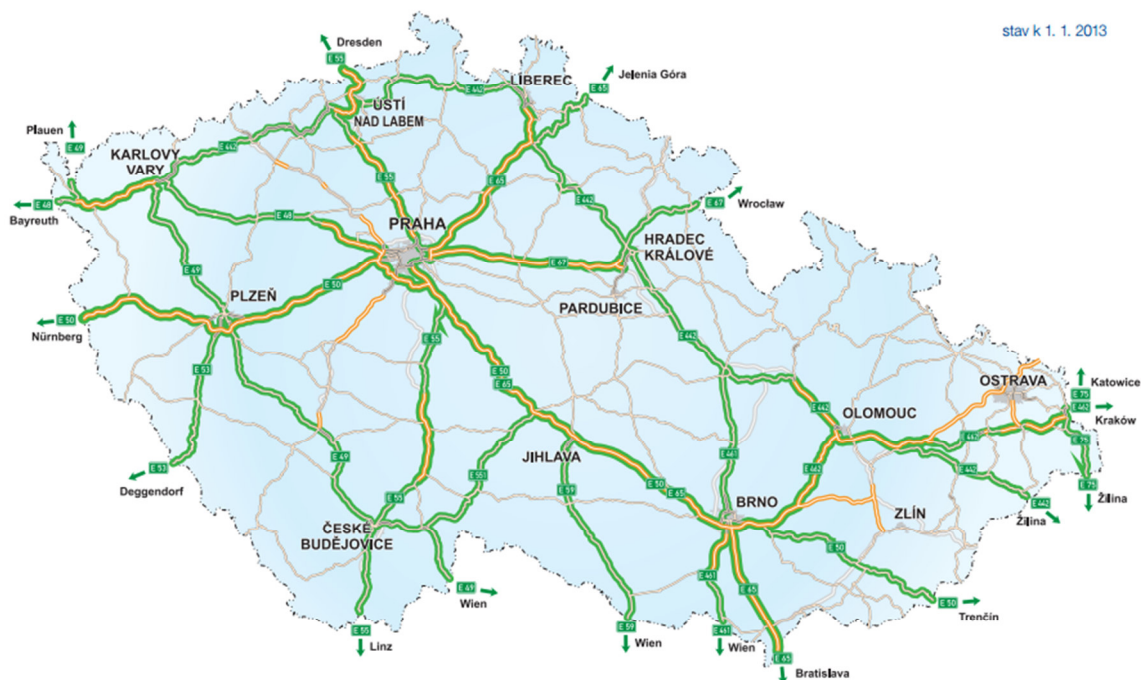 stav k 1. 1. 2013
Dresden
E 55
LIBEREC
Jelenia Góra
E 65
E 442
ÚSTÍ
NAD LABEM
Plauen
E 49
KARLOVY
VARY
E 442
E 55
E 65
E 48
Bayreuth
E 442
E 67
Wrocław
E 48
PRAHA
HRADEC
KRÁLOVÉ
E 49
E 67
E 50
PLZEŇ
PARDUBICE
E 50
Nürnberg
E 55
E 442
E 53
E 50
E 65
OSTRAVA
Katowice
E 75
E 462
Kraków
E 442
OLOMOUC
E 462
E 75
E 49
JIHLAVA
E 461
E 442
E 53
Deggendorf
E 462
E 551
E 59
E 50
E 65
E 75
Žilina
E 55
BRNO
E 442
Žilina
ČESKÉ
BUDĚJOVICE
ZLÍN
E 50
E 49
Wien
E 461
E 65
E 50
Trenčín
E 55
Linz
E 59
Wien
E 461
Wien
E 65
Bratislava